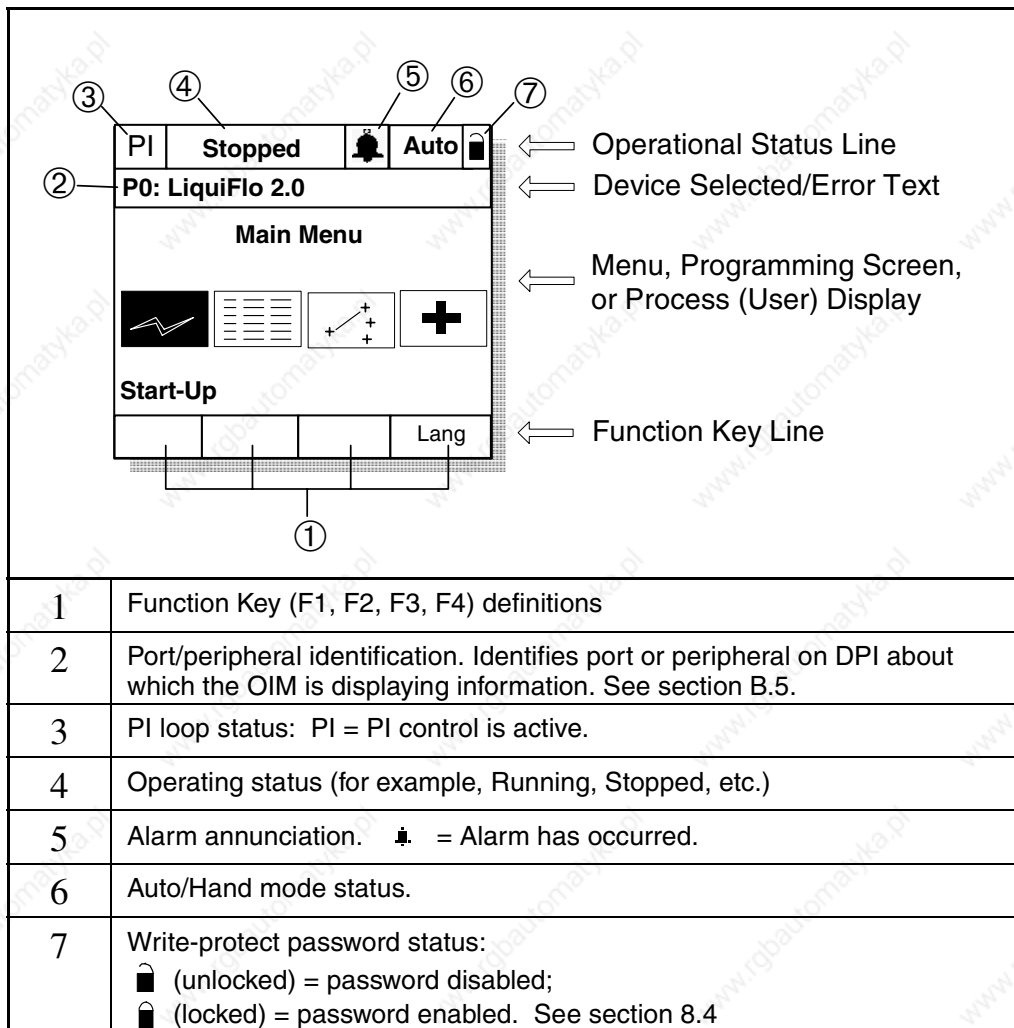 ③ ④ ⑤ ⑥ ⑦
PI Stopped Auto
Operational Status Line
② P0: LiquiFlo 2.0
Device Selected/Error Text
Main Menu
Menu, Programming Screen,
or Process (User) Display
Start-Up
Lang
Function Key Line
①
1 Function Key (F1, F2, F3, F4) definitions
2 Port/peripheral identification. Identifies port or peripheral on DPI about
which the OIM is displaying information. See section B.5.
3 PI loop status: PI = PI control is active.
4 Operating status (for example, Running, Stopped, etc.)
5 Alarm annunciation. = Alarm has occurred.
6 Auto/Hand mode status.
7 Write-protect password status:
(unlocked) = password disabled;
(locked) = password enabled. See section 8.4
www.rgbautomatyka.pl